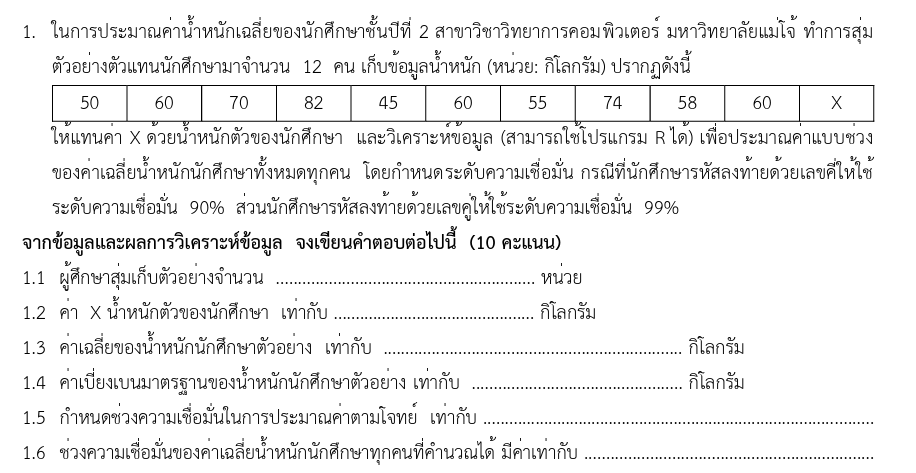 1. ในการประมาณค่าน้ำหนักเฉลี่ยของนักศึกษาชั้นปีที่ 2 สาขาวิชาวิทยาการคอมพิวเตอร์ มหาวิทยาลัยแม่โจ้ ทำการสุ่ม
ตัวอย่างตัวแทนนักศึกษามาจำนวน 12 คน เก็บข้อมูลน้ำหนัก (หน่วย: กิโลกรัม) ปรากฏดังนี้
50 60 70 82 45 60 55 74 58 60 X
ให้แทนค่า X ด้วยน้ำหนักตัวของนักศึกษา และวิเคราะห์ข้อมูล (สามารถใช้โปรแกรม R ได้) เพื่อประมาณค่าแบบช่วง
ของค่าเฉลี่ยน้ำหนักนักศึกษาทั้งหมดทุกคน โดยกำหนดระดับความเชื่อมั่น กรณีที่นักศึกษารหัสลงท้ายด้วยเลขคี่ให้ใช้
ระดับความเชื่อมั่น 90% ส่วนนักศึกษารหัสลงท้ายด้วยเลขคู่ให้ใช้ระดับความเชื่อมั่น 99%
จากข้อมูลและผลการวิเคราะห์ข้อมูล จงเขียนคำตอบต่อไปนี้ (10 คะแนน)
1.1 ผู้ศึกษาสุ่มเก็บตัวอย่างจำนวน ........................................................... หน่วย
1.2 ค่า X น้ำหนักตัวของนักศึกษา เท่ากับ .............................................. กิโลกรัม
1.3 ค่าเฉลี่ยของน้ำหนักนักศึกษาตัวอย่าง เท่ากับ .................................................................... กิโลกรัม
1.4 ค่าเบี่ยงเบนมาตรฐานของน้ำหนักนักศึกษาตัวอย่าง เท่ากับ ................................................ กิโลกรัม
1.5 กำหนดช่วงความเชื่อมั่นในการประมาณค่าตามโจทย์ เท่ากับ .........................................................................................
1.6 ช่วงความเชื่อมั่นของค่าเฉลี่ยน้ำหนักนักศึกษาทุกคนที่คำนวณได้ มีค่าเท่ากับ ..................................................................